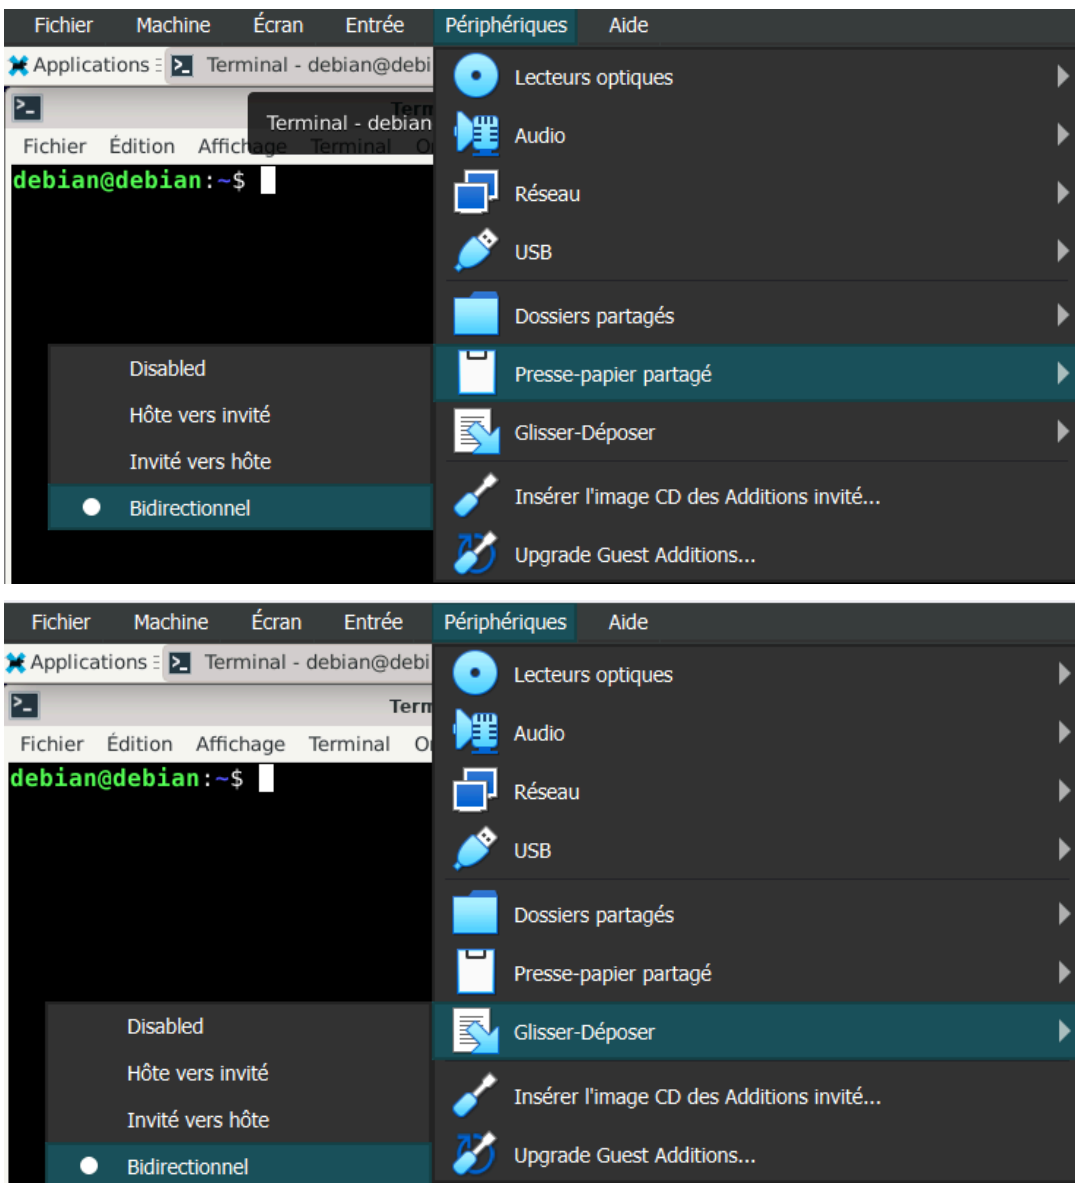 Fichier Machine Écran Entrée Périphériques Aide
Applications Terminal - debian@debi
Lecteurs optiques
Term
Terminal - debian
Audio
Fichier Édition Affichage Terminal O
debian@debian:~$
Réseau
USB
Dossiers partagés
Disabled
Presse-papier partagé
Hôte vers invité
Glisser-Déposer
Invité vers hôte
Insérer l'image CD des Additions invité...
Bidirectionnel
Upgrade Guest Additions...
Fichier Machine Écran Entrée Périphériques Aide
Applications Terminal - debian@debi
Lecteurs optiques
Term
Audio
Fichier Édition Affichage Terminal O
debian@debian:~$
Réseau
USB
Dossiers partagés
Presse-papier partagé
Disabled
Glisser-Déposer
Hôte vers invité
Insérer l'image CD des Additions invité...
Invité vers hôte
Upgrade Guest Additions...
Bidirectionnel